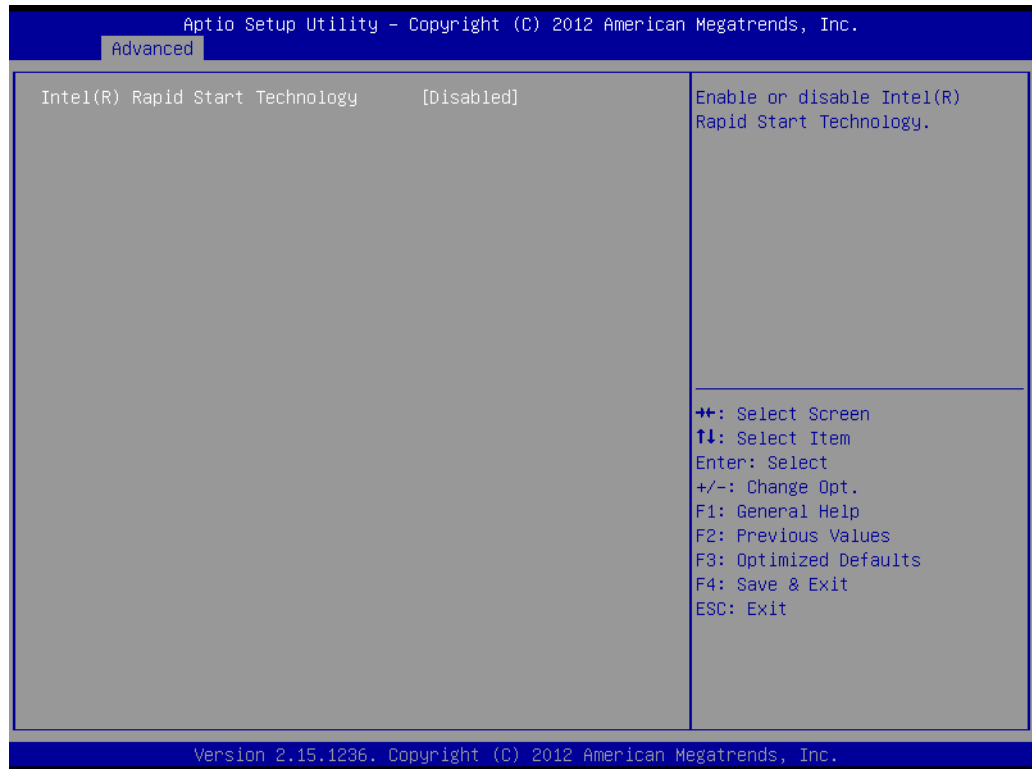 Aptio Setup Utility – Copyright (C) 2012 American Megatrends, Inc.
Advanced
Intel(R) Rapid Start Technology [Disabled]
Enable or disable Intel(R)
Rapid Start Technology.
→←: Select Screen
↑↓: Select Item
Enter: Select
+/-: Change Opt.
F1: General Help
F2: Previous Values
F3: Optimized Defaults
F4: Save & Exit
ESC: Exit
Version 2.15.1236. Copyright (C) 2012 American Megatrends, Inc.